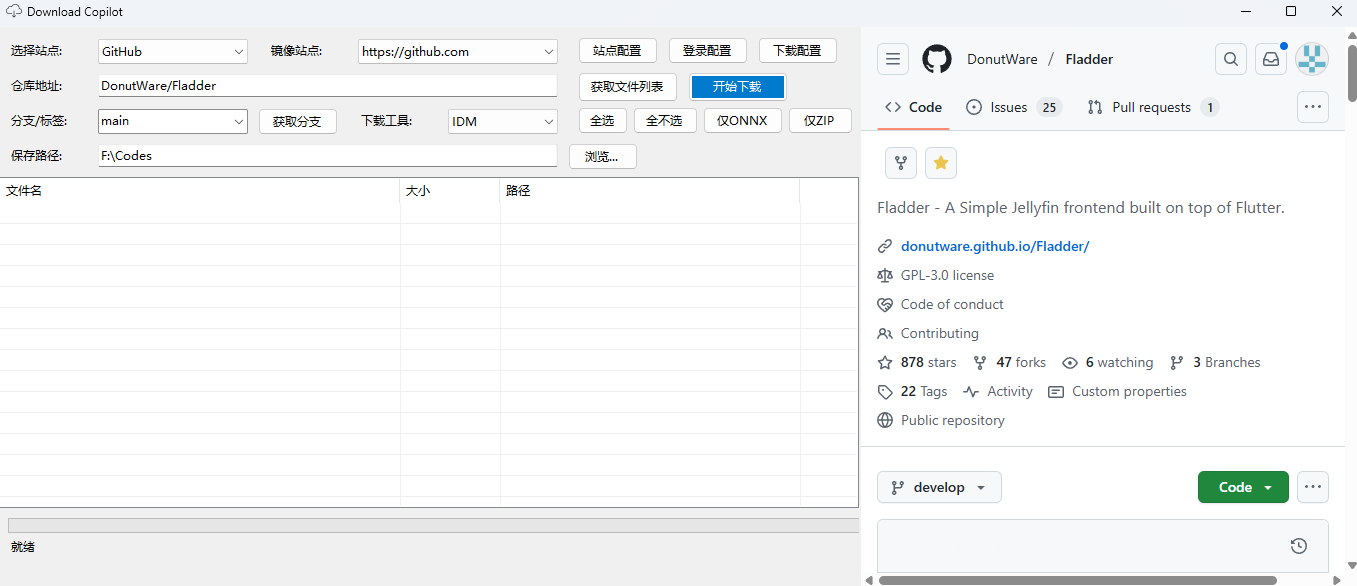 Download Copilot
选择站点: GitHub 镜像站点: https://github.com 站点配置 登录配置 下载配置
仓库地址: DonutWare/Fladder 获取文件列表 开始下载
分支/标签: main 获取分支 下载工具: IDM 全选 全不选 仅ONNX 仅ZIP
保存路径: F:\Codes 浏览...
文件名 大小 路径
就绪
DonutWare / Fladder
Code Issues 25 Pull requests 1
Fladder - A Simple Jellyfin frontend built on top of Flutter.
donutware.github.io/Fladder/
GPL-3.0 license
Code of conduct
Contributing
878 stars 47 forks 6 watching 3 Branches
22 Tags Activity Custom properties
Public repository
develop Code